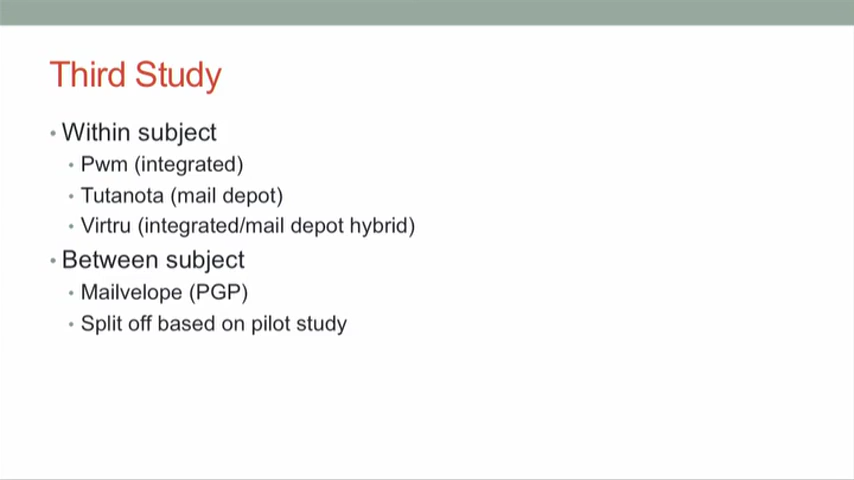 Third Study
• Within subject
• Pwm (integrated)
• Tutanota (mail depot)
• Virtru (integrated/mail depot hybrid)
• Between subject
• Mailvelope (PGP)
• Split off based on pilot study